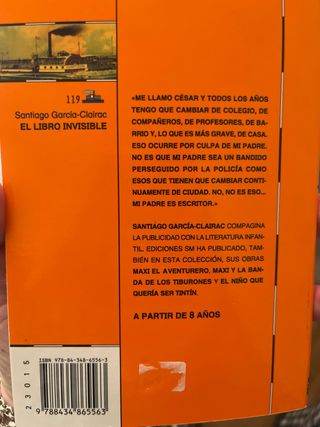 119
Santiago García-Clairac
EL LIBRO INVISIBLE
«ME LLAMO CÉSAR Y TODOS LOS AÑOS
TENGO QUE CAMBIAR DE COLEGIO, DE
COMPAÑEROS, DE PROFESORES, DE BA-
RRIO Y, LO QUE ES MÁS GRAVE, DE CASA.
ESO OCURRE POR CULPA DE MI PADRE.
NO ES QUE MI PADRE SEA UN BANDIDO
PERSEGUIDO POR LA POLICÍA COMO
ESOS QUE TIENEN QUE CAMBIAR CONTI-
NUAMENTE DE CIUDAD. NO, NO ES ESO...
MI PADRE ES ESCRITOR.»
SANTIAGO GARCÍA-CLAIRAC COMPAGINA
LA PUBLICIDAD CON LA LITERATURA INFAN-
TIL. EDICIONES SM HA PUBLICADO, TAM-
BIÉN EN ESTA COLECCIÓN, SUS OBRAS
MAXI EL AVENTURERO, MAXI Y LA BAN-
DA DE LOS TIBURONES Y EL NIÑO QUE
QUERÍA SER TINTÍN.
A PARTIR DE 8 AÑOS
ISBN 978-84-348-6556-3
23015
9 788434 865563